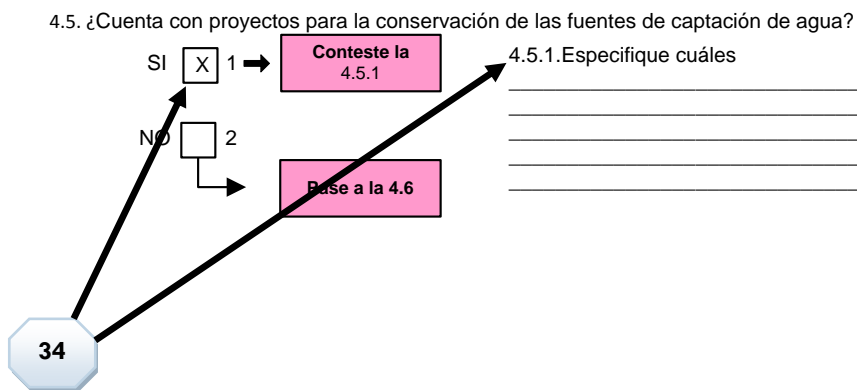 4.5. ¿Cuenta con proyectos para la conservación de las fuentes de captación de agua?
SI X 1
Conteste la
4.5.1
4.5.1.Especifique cuáles
NO 2
Pase a la 4.6
34